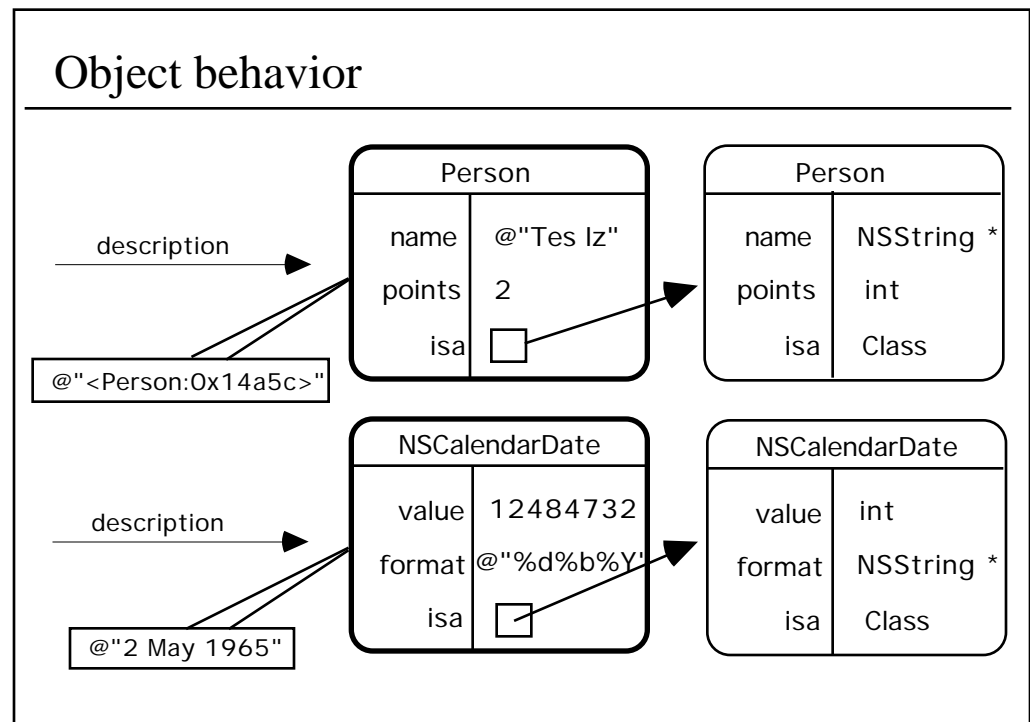 Object behavior
description
@"<Person:0x14a5c>"
Person
name @"Tes Iz"
points 2
isa
Person
name NSString *
points int
isa Class
description
@"2 May 1965"
NSCalendarDate
value 12484732
format @"%d%b%Y"
isa
NSCalendarDate
value int
format NSString *
isa Class